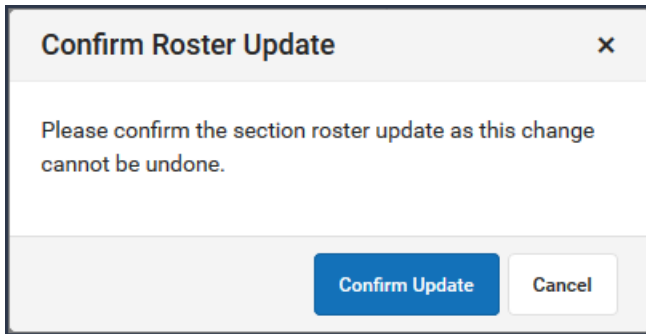 Confirm Roster Update ×
Please confirm the section roster update as this change
cannot be undone.
Confirm Update Cancel